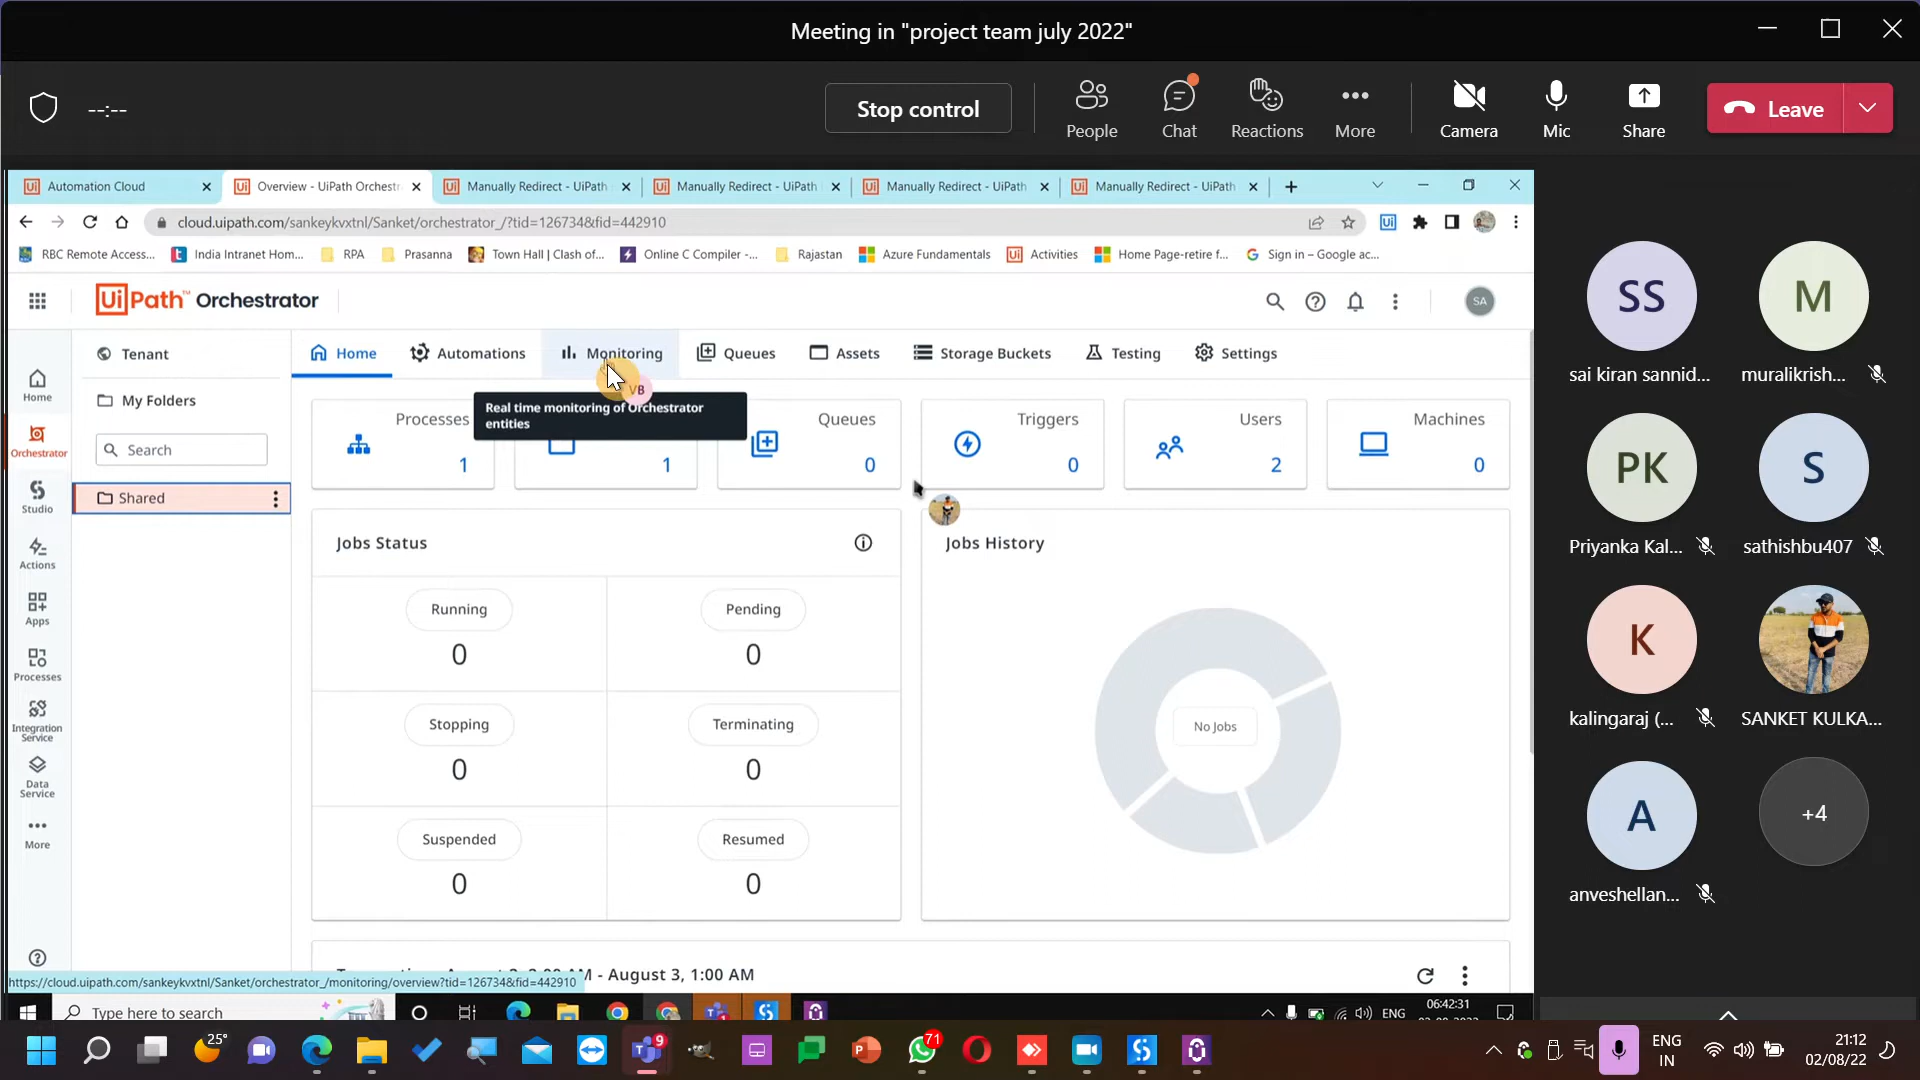 Meeting in "project team july 2022"
--:--
Stop control
People
Chat
Reactions
More
Camera
Mic
Share
Leave
Automation Cloud
Overview - UiPath Orchestr
Manually Redirect - UiPath
Manually Redirect - UiPath
Manually Redirect - UiPath
Manually Redirect - UiPath
cloud.uipath.com/sankeykvxtnl/Sanket/orchestrator_/?tid=126734&fid=442910
RBC Remote Access...
India Intranet Hom...
RPA
Prasanna
Town Hall | Clash of...
Online C Compiler -...
Rajastan
Azure Fundamentals
Activities
Home Page-retire f...
Sign in – Google ac...
UiPath™ Orchestrator
SA
Tenant
My Folders
Search
Shared
Home
Orchestrator
Studio
Actions
Apps
Processes
Integration
Service
Data
Service
More
Home
Automations
Monitoring
Queues
Assets
Storage Buckets
Testing
Settings
VB
Real time monitoring of Orchestrator
entities
Processes
1
1
Queues
0
Triggers
0
Users
2
Machines
0
Jobs Status
Running
0
Pending
0
Stopping
0
Terminating
0
Suspended
0
Resumed
0
Jobs History
No Jobs
- August 3, 1:00 AM
https://cloud.uipath.com/sankeykvxtnl/Sanket/orchestrator_/monitoring/overview?tid=126734&fid=442910
Type here to search
ENG
06:42:31
SS
sai kiran sannid...
M
muralikrish...
PK
Priyanka Kal...
S
sathishbu407
K
kalingaraj (...
SANKET KULKA...
A
anveshellan...
+4
25°
9
71
ENG
IN
21:12
02/08/22